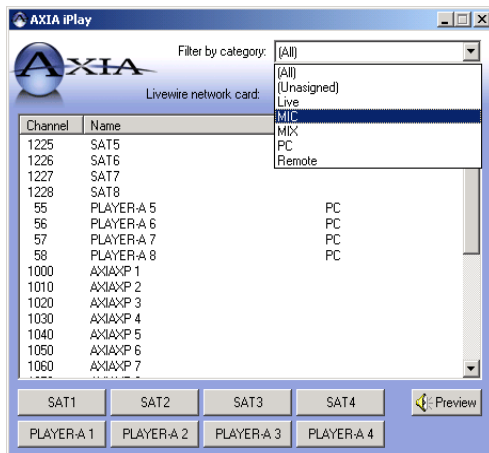 AXIA iPlay
AXIA
Filter by category: (All)
(All)
(Unasigned)
Live
MIC
MIX
PC
Remote
Livewire network card:
Channel Name
1225 SAT5
1226 SAT6
1227 SAT7
1228 SAT8
55 PLAYER-A 5 PC
56 PLAYER-A 6 PC
57 PLAYER-A 7 PC
58 PLAYER-A 8 PC
1000 AXIAXP 1
1010 AXIAXP 2
1020 AXIAXP 3
1030 AXIAXP 4
1040 AXIAXP 5
1050 AXIAXP 6
1060 AXIAXP 7
SAT1 SAT2 SAT3 SAT4 Preview
PLAYER-A 1 PLAYER-A 2 PLAYER-A 3 PLAYER-A 4